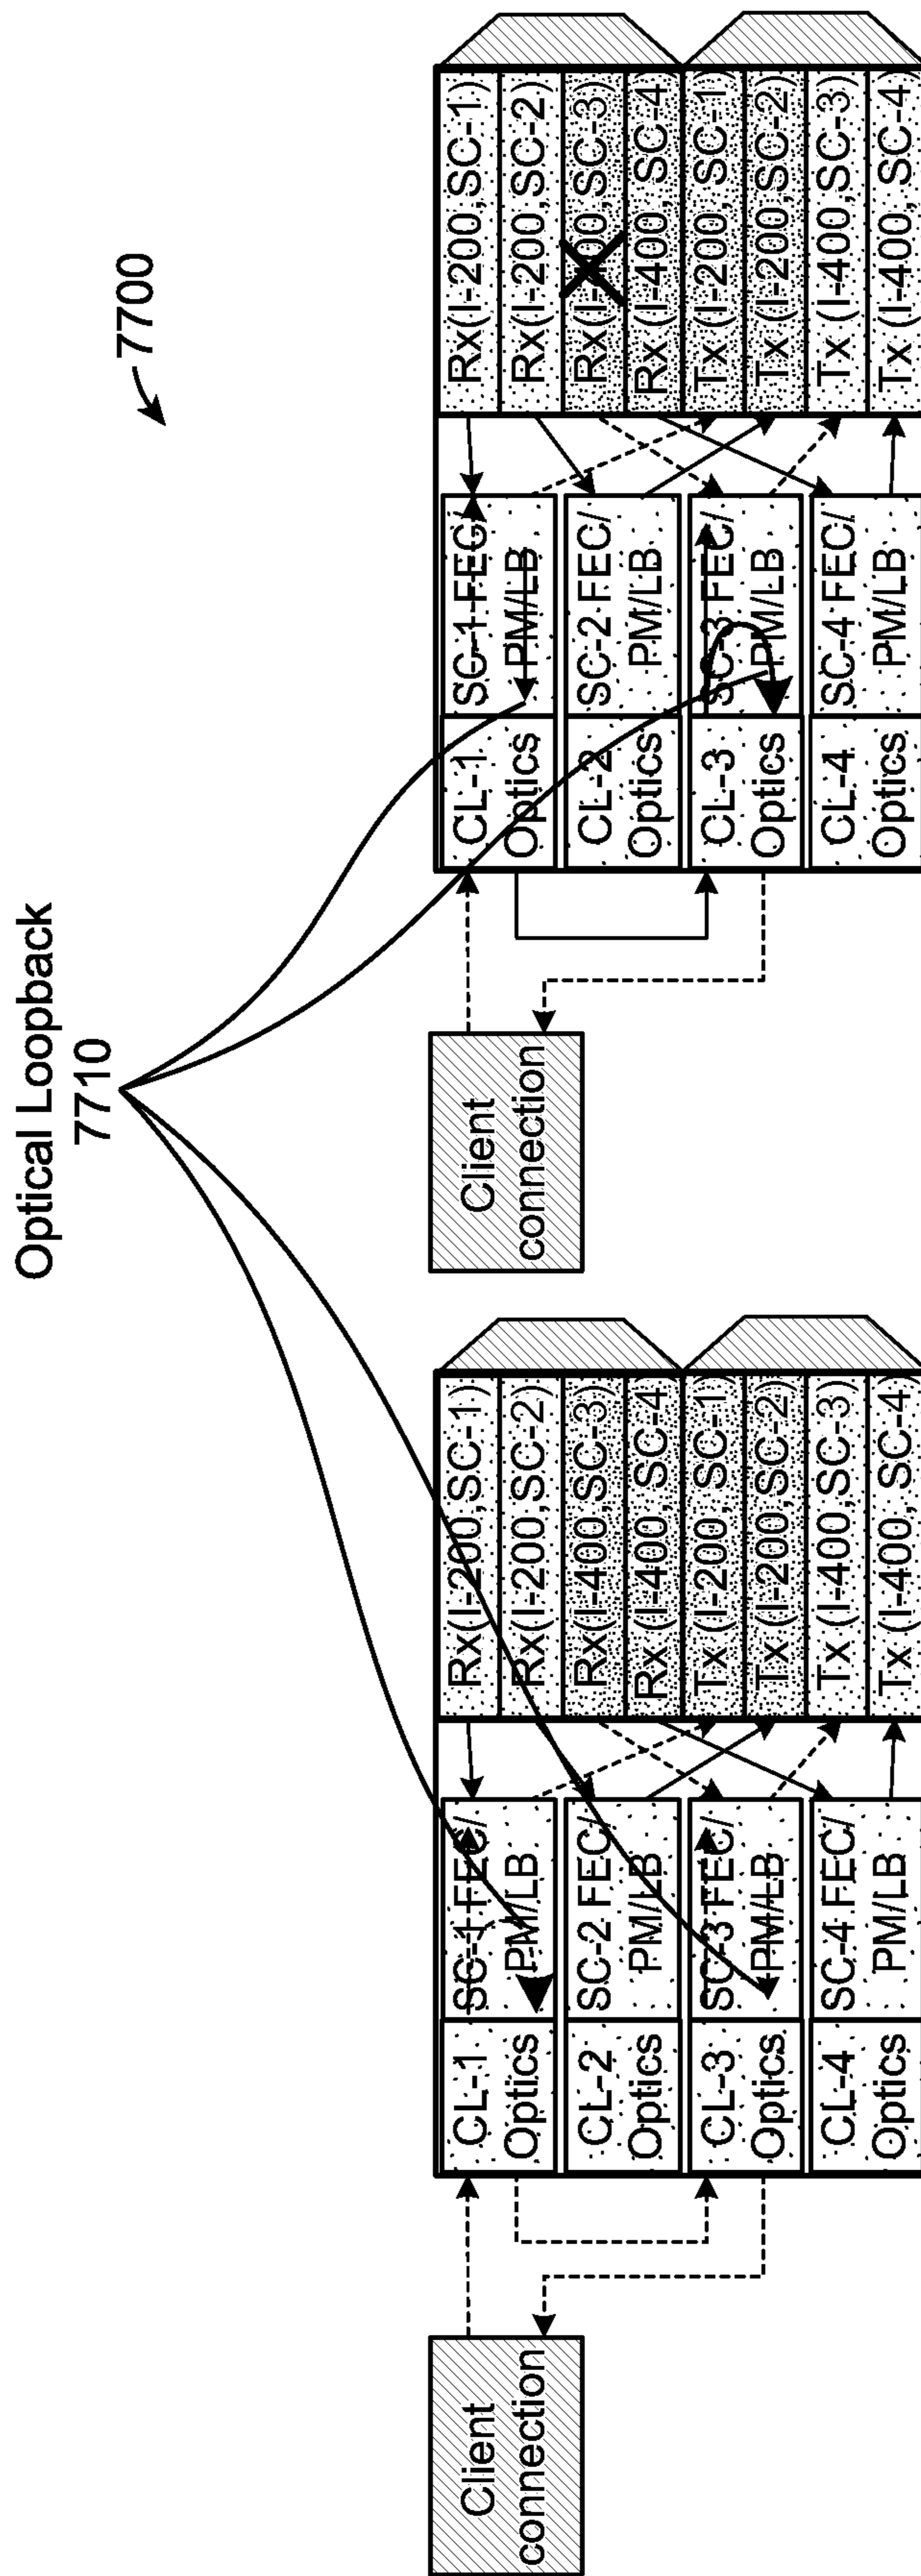 Optical Loopback
7710
7700
Client
connection
CL-1
Optics
CL-2
Optics
CL-3
Optics
CL-4
Optics
SC-1 FEC/
PM/LB
SC-2 FEC/
PM/LB
SC-3 FEC/
PM/LB
SC-4 FEC/
PM/LB
Rx(I-200,SC-1)
Rx(I-200,SC-2)
Rx(I-400,SC-3)
Rx (I-400, SC-4)
Tx (I-200, SC-1)
Tx (I-200,SC-2)
Tx (I-400,SC-3)
Tx (I-400, SC-4)
Client
connection
CL-1
Optics
CL-2
Optics
CL-3
Optics
CL-4
Optics
SC-1 FEC/
PM/LB
SC-2 FEC/
PM/LB
SC-3 FEC/
PM/LB
SC-4 FEC/
PM/LB
Rx(I-200,SC-1)
Rx(I-200,SC-2)
Rx(I-400,SC-3)
Rx (I-400, SC-4)
Tx (I-200, SC-1)
Tx (I-200,SC-2)
Tx (I-400,SC-3)
Tx (I-400, SC-4)